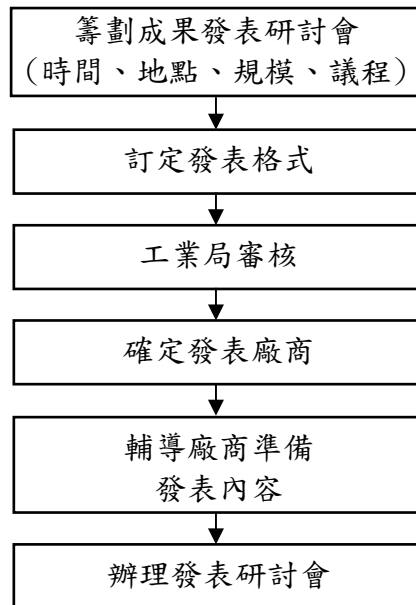 籌劃成果發表研討會
（時間、地點、規模、議程）
訂定發表格式
工業局審核
確定發表廠商
輔導廠商準備
發表內容
辦理發表研討會